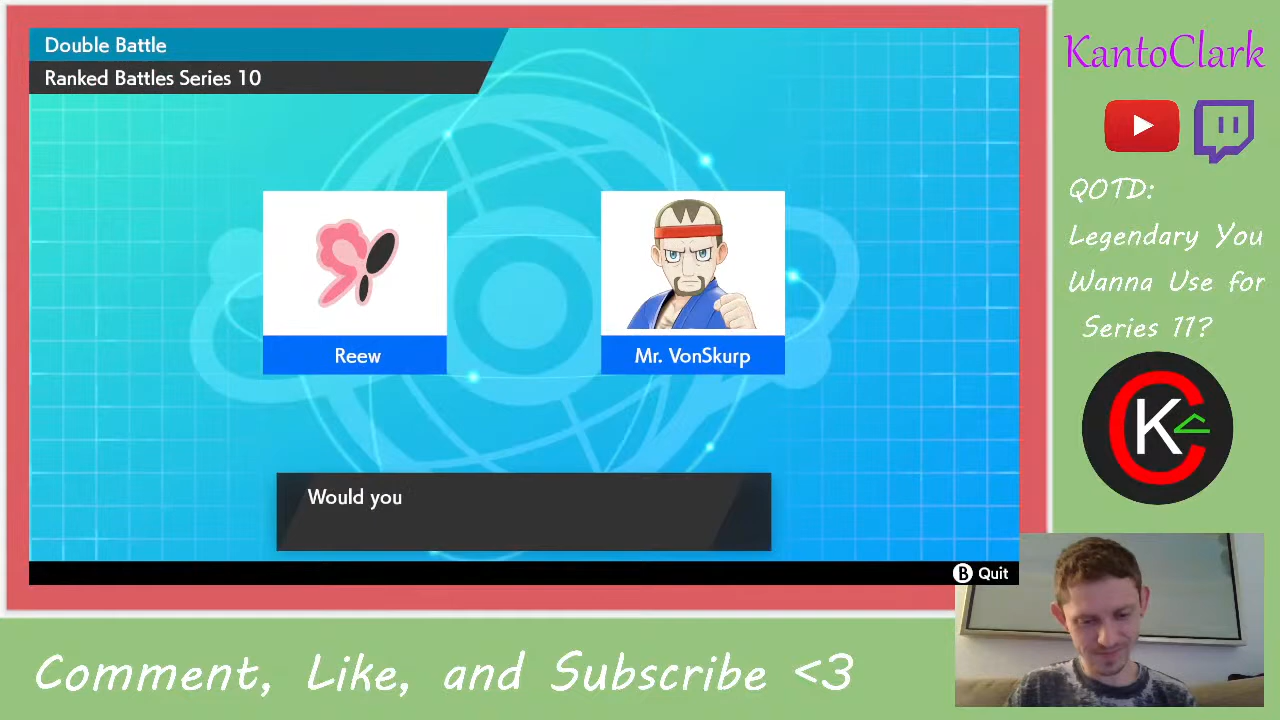 Double Battle
Ranked Battles Series 10
Reew
Mr. VonSkurp
Would you
B Quit
KantoClark
QOTD:
Legendary You
Wanna Use for
Series 11?
CK
Comment, Like, and Subscribe <3